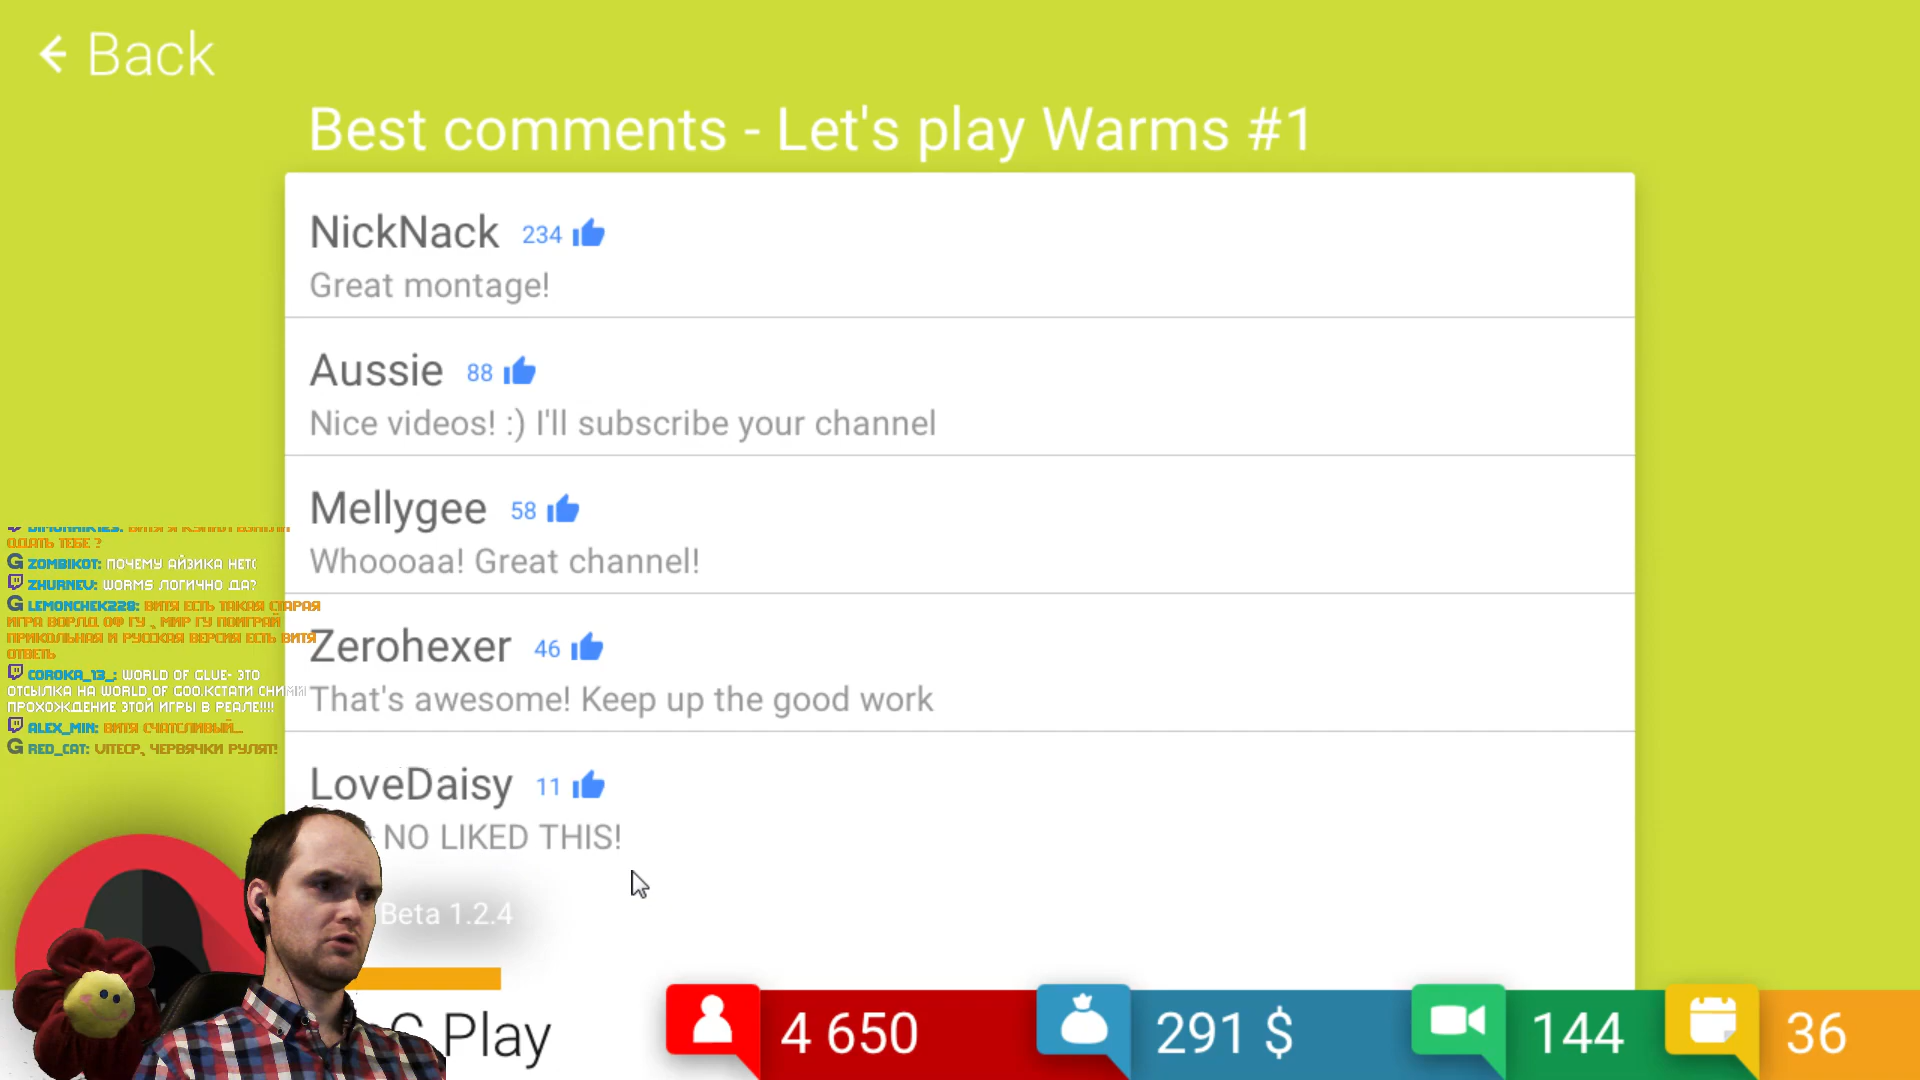 Back
Best comments - Let's play Warms #1
NickNack 234
Great montage!
Aussie 88
Nice videos! :) I'll subscribe your channel
Mellygee 58
Whoooaa! Great channel!
Zerohexer 46
That's awesome! Keep up the good work
LoveDaisy 11
NO LIKED THIS!
ОДАТЬ ТЕБЕ ?
ZOMBIKOT: ПОЧЕМУ АЙЗИКА НЕТ
ZHURNEV: WORMS ЛОГИЧНО ДА?
LEMONCHEK228: ВИТЯ ЕСТЬ ТАКАЯ СТАРАЯ
ИГРА ВОРЛД ОФ ГУ , МИР ГУ ПОИГРАЙ
ПРИКОЛЬНАЯ И РУССКАЯ ВЕРСИЯ ЕСТЬ ВИТЯ
ОТВЕТЬ
COROKA_13_: WORLD OF GLUE- ЭТО
ОТСЫЛКА НА WORLD OF GOO.КСТАТИ СНИМИ
ПРОХОЖДЕНИЕ ЭТОЙ ИГРЫ В РЕАЛЕ!!!!
ALEX_MIN: ВИТЯ СЧАТСЛИВЫЙ...
RED_CAT: VITECP, ЧЕРВЯЧКИ РУЛЯТ!
Beta 1.2.4
Play
4 650
291 $
144
36